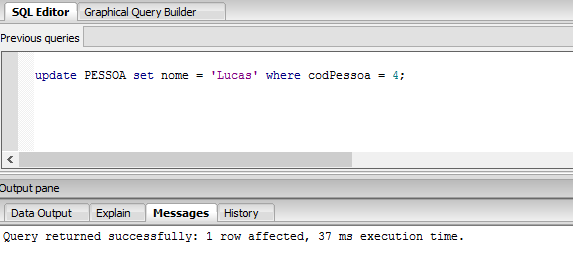 SQL Editor Graphical Query Builder
Previous queries
update PESSOA set nome = 'Lucas' where codPessoa = 4;
<
Output pane
Data Output Explain Messages History
Query returned successfully: 1 row affected, 37 ms execution time.